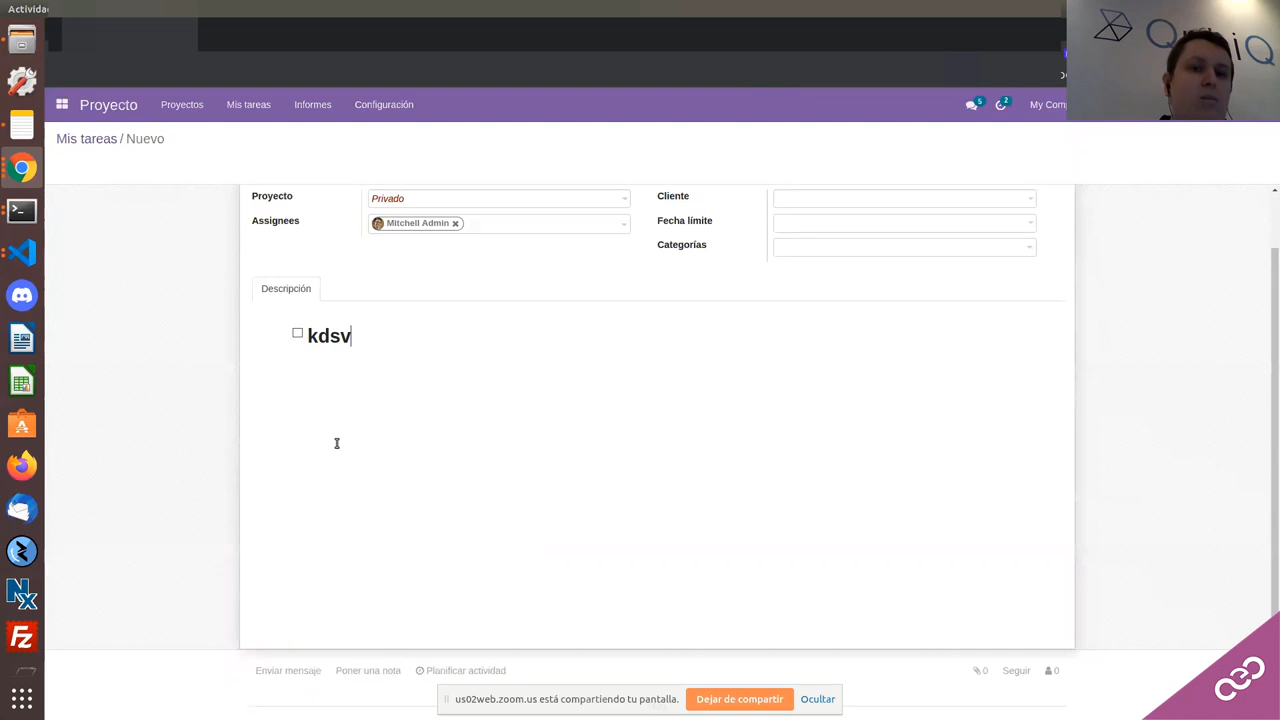 Activida
Proyecto Proyectos Mis tareas Informes Configuración 5 2 My Comp
Mis tareas / Nuevo
Proyecto Privado Cliente
Assignees Mitchell Admin × Fecha límite
Categorías
Descripción
kdsv
Enviar mensaje Poner una nota Planificar actividad 0 Seguir 0
us02web.zoom.us está compartiendo tu pantalla. Dejar de compartir Ocultar